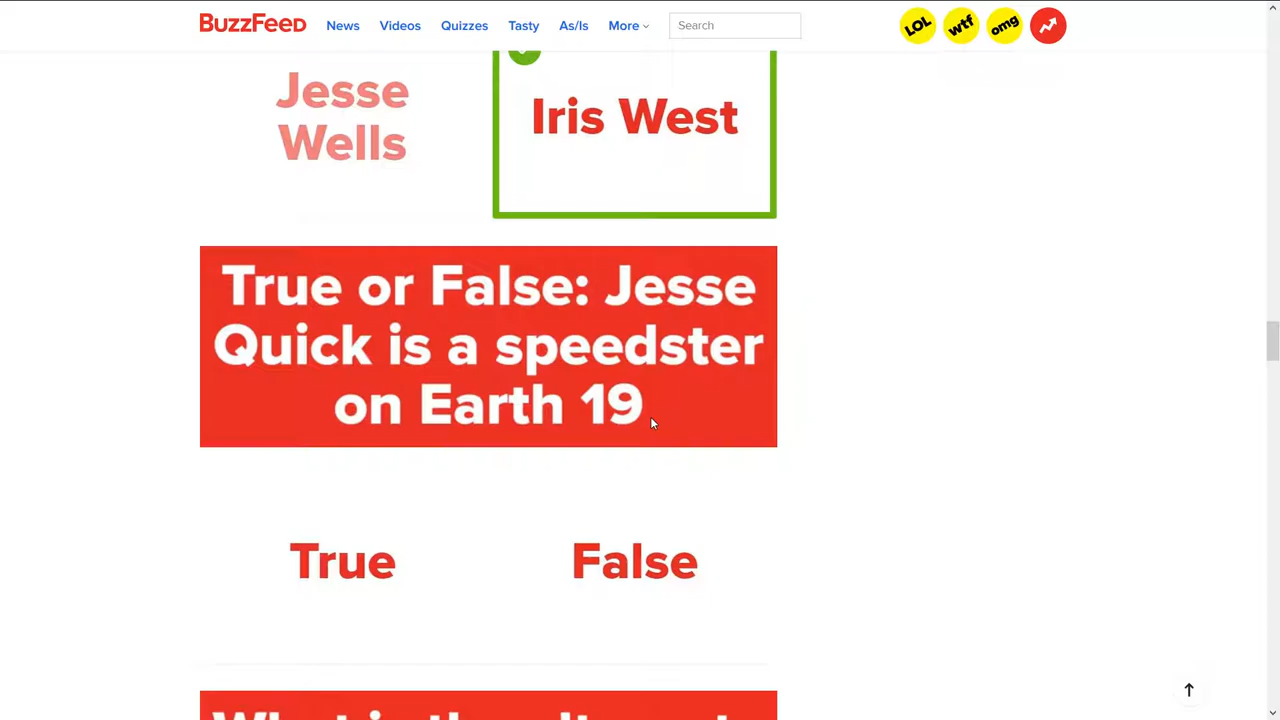 BuzzFeed News Videos Quizzes Tasty As/Is More Search LOL wtf omg
Jesse
Wells
Iris West
True or False: Jesse
Quick is a speedster
on Earth 19
True False